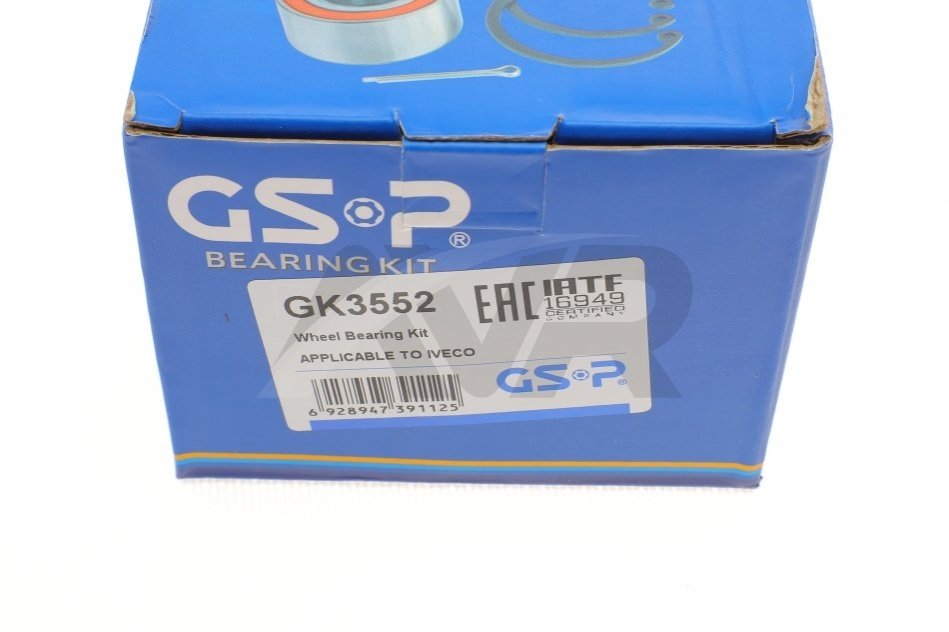 GS•P®
BEARING KIT
GK3552
Wheel Bearing Kit
APPLICABLE TO IVECO
6 928947 391125
EAC
IATF
16949
CERTIFIED
COMPANY
GS•P®
AVR